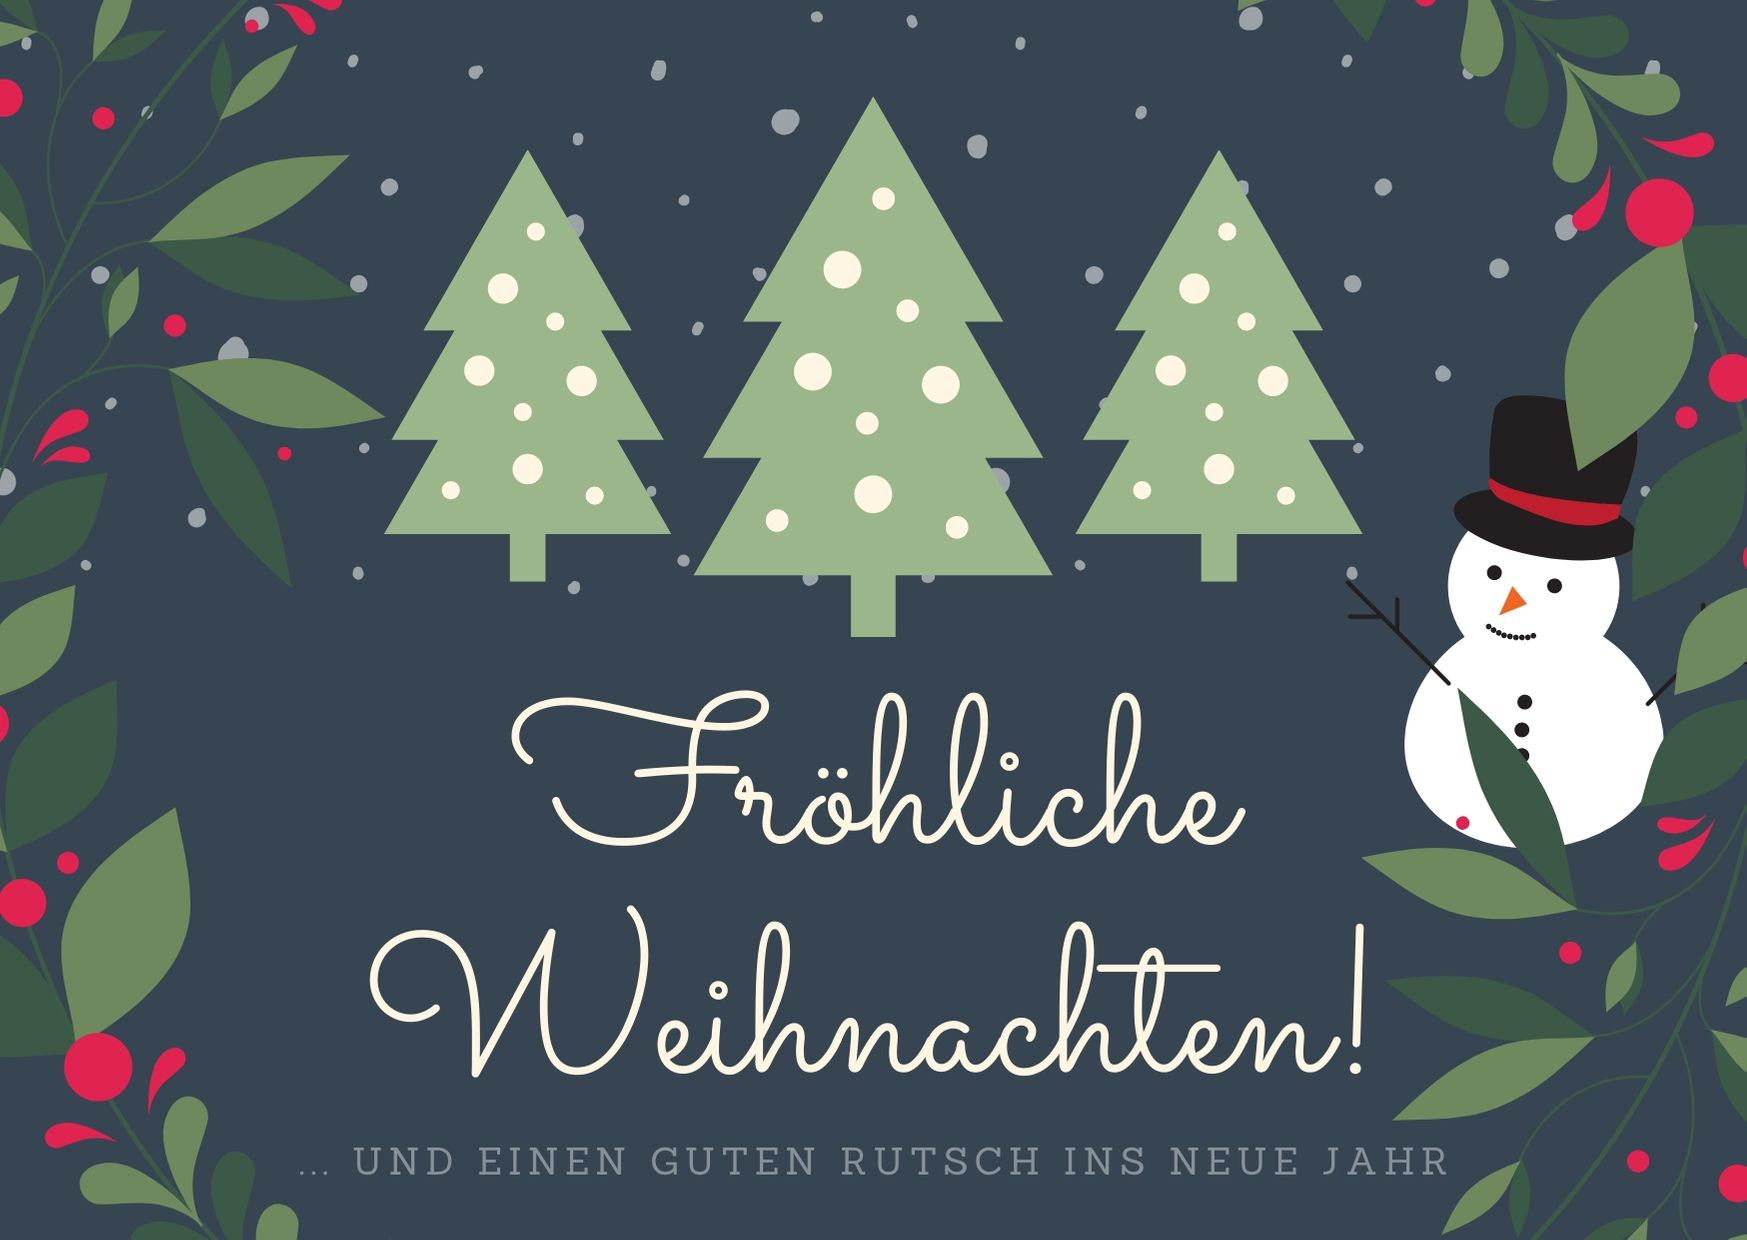 Fröhliche
Weihnachten!
... UND EINEN GUTEN RUTSCH INS NEUE JAHR